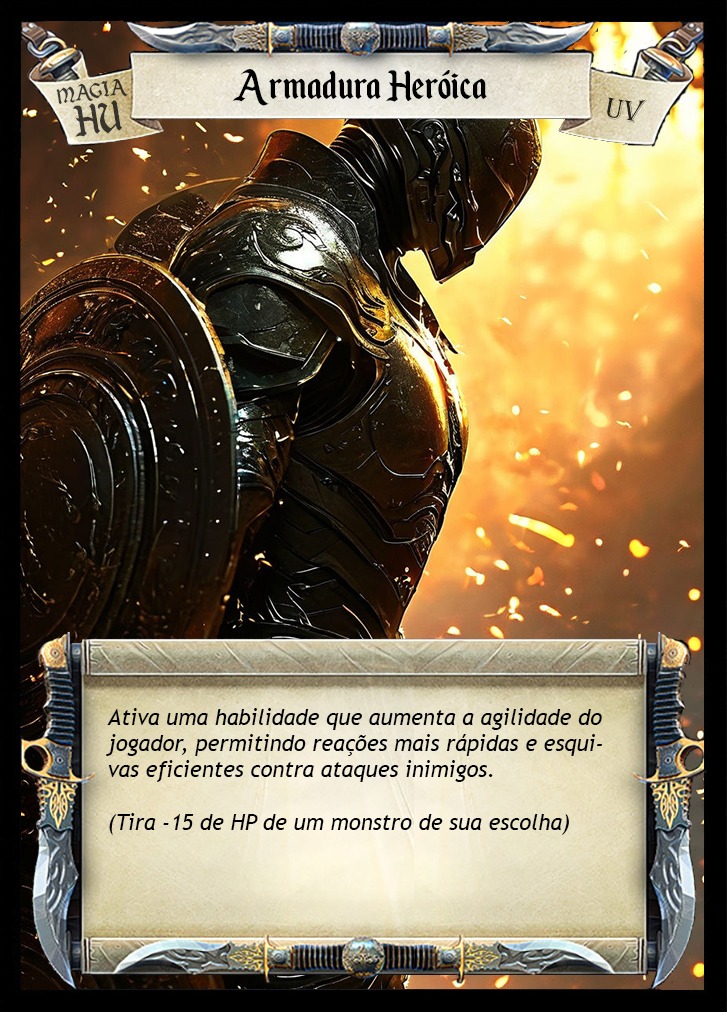 MAGIA
HU
Armadura Heróica
UV
Ativa uma habilidade que aumenta a agilidade do
jogador, permitindo reações mais rápidas e esqui-
vas eficientes contra ataques inimigos.
(Tira -15 de HP de um monstro de sua escolha)